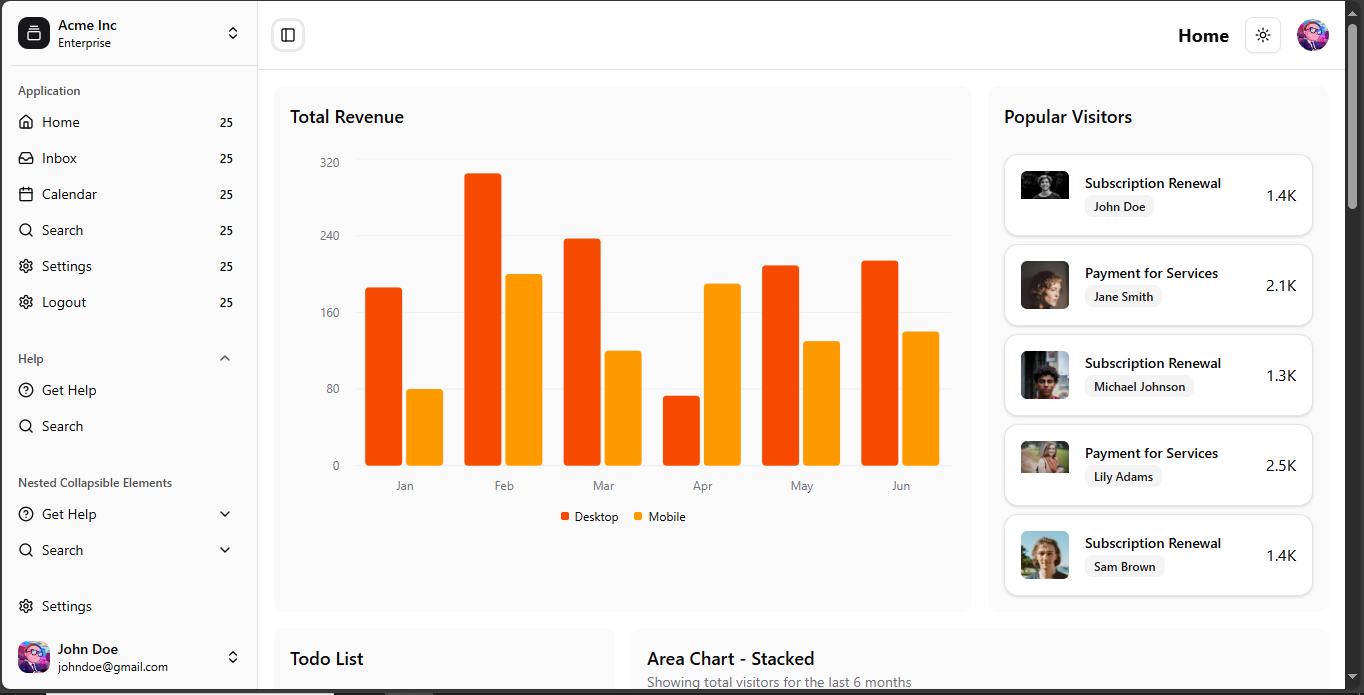 Acme Inc
Enterprise
Application
Home 25
Inbox 25
Calendar 25
Search 25
Settings 25
Logout 25
Help
Get Help
Search
Nested Collapsible Elements
Get Help
Search
Settings
John Doe
johndoe@gmail.com
Home
Total Revenue
320
240
160
80
0
Jan Feb Mar Apr May Jun
Desktop Mobile
Popular Visitors
Subscription Renewal
John Doe
1.4K
Payment for Services
Jane Smith
2.1K
Subscription Renewal
Michael Johnson
1.3K
Payment for Services
Lily Adams
2.5K
Subscription Renewal
Sam Brown
1.4K
Todo List
Area Chart - Stacked
Showing total visitors for the last 6 months